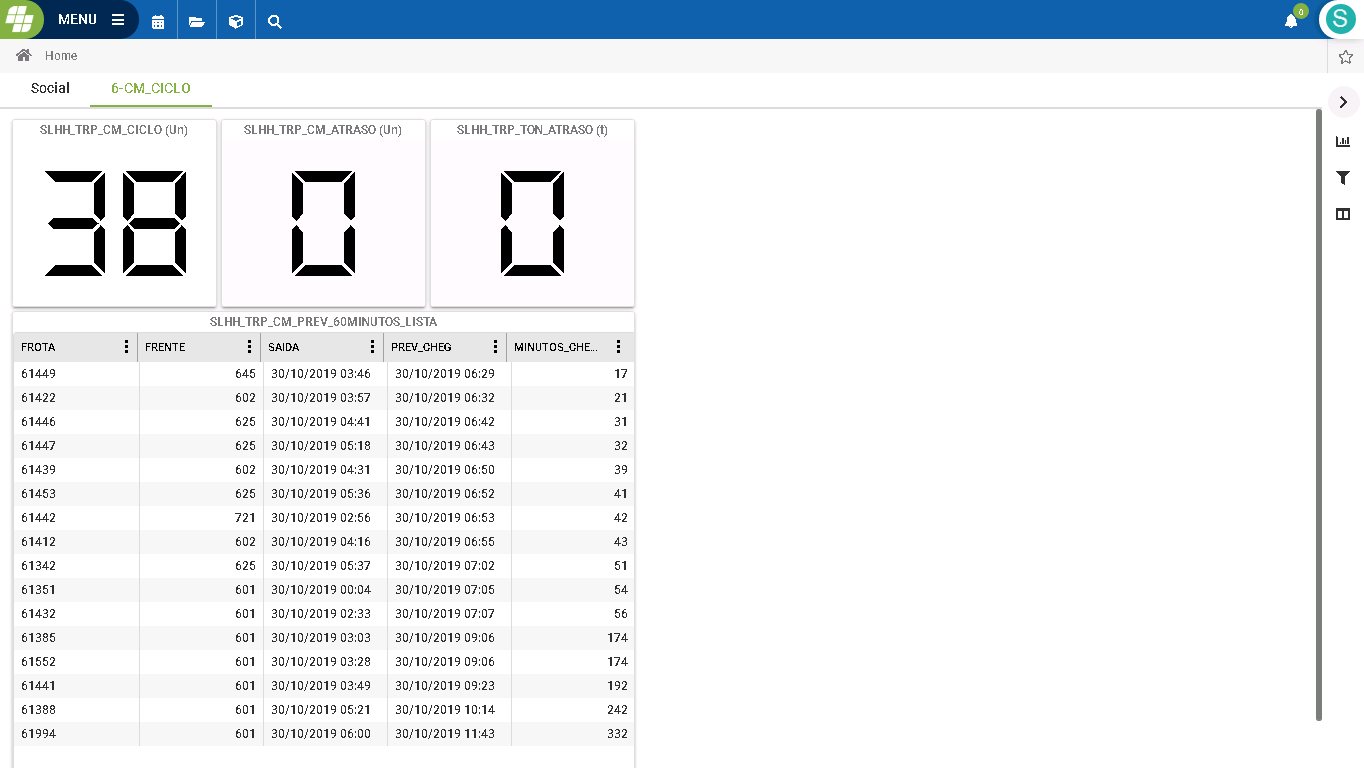 MENU
0
S
Home
Social 6-CM_CICLO
SLHH_TRP_CM_CICLO (Un) SLHH_TRP_CM_ATRASO (Un) SLHH_TRP_TON_ATRASO (t)
38 0 0
SLHH_TRP_CM_PREV_60MINUTOS_LISTA
FROTA FRENTE SAIDA PREV_CHEG MINUTOS_CHE...
61449 645 30/10/2019 03:46 30/10/2019 06:29 17
61422 602 30/10/2019 03:57 30/10/2019 06:32 21
61446 625 30/10/2019 04:41 30/10/2019 06:42 31
61447 625 30/10/2019 05:18 30/10/2019 06:43 32
61439 602 30/10/2019 04:31 30/10/2019 06:50 39
61453 625 30/10/2019 05:36 30/10/2019 06:52 41
61442 721 30/10/2019 02:56 30/10/2019 06:53 42
61412 602 30/10/2019 04:16 30/10/2019 06:55 43
61342 625 30/10/2019 05:37 30/10/2019 07:02 51
61351 601 30/10/2019 00:04 30/10/2019 07:05 54
61432 601 30/10/2019 02:33 30/10/2019 07:07 56
61385 601 30/10/2019 03:03 30/10/2019 09:06 174
61552 601 30/10/2019 03:28 30/10/2019 09:06 174
61441 601 30/10/2019 03:49 30/10/2019 09:23 192
61388 601 30/10/2019 05:21 30/10/2019 10:14 242
61994 601 30/10/2019 06:00 30/10/2019 11:43 332